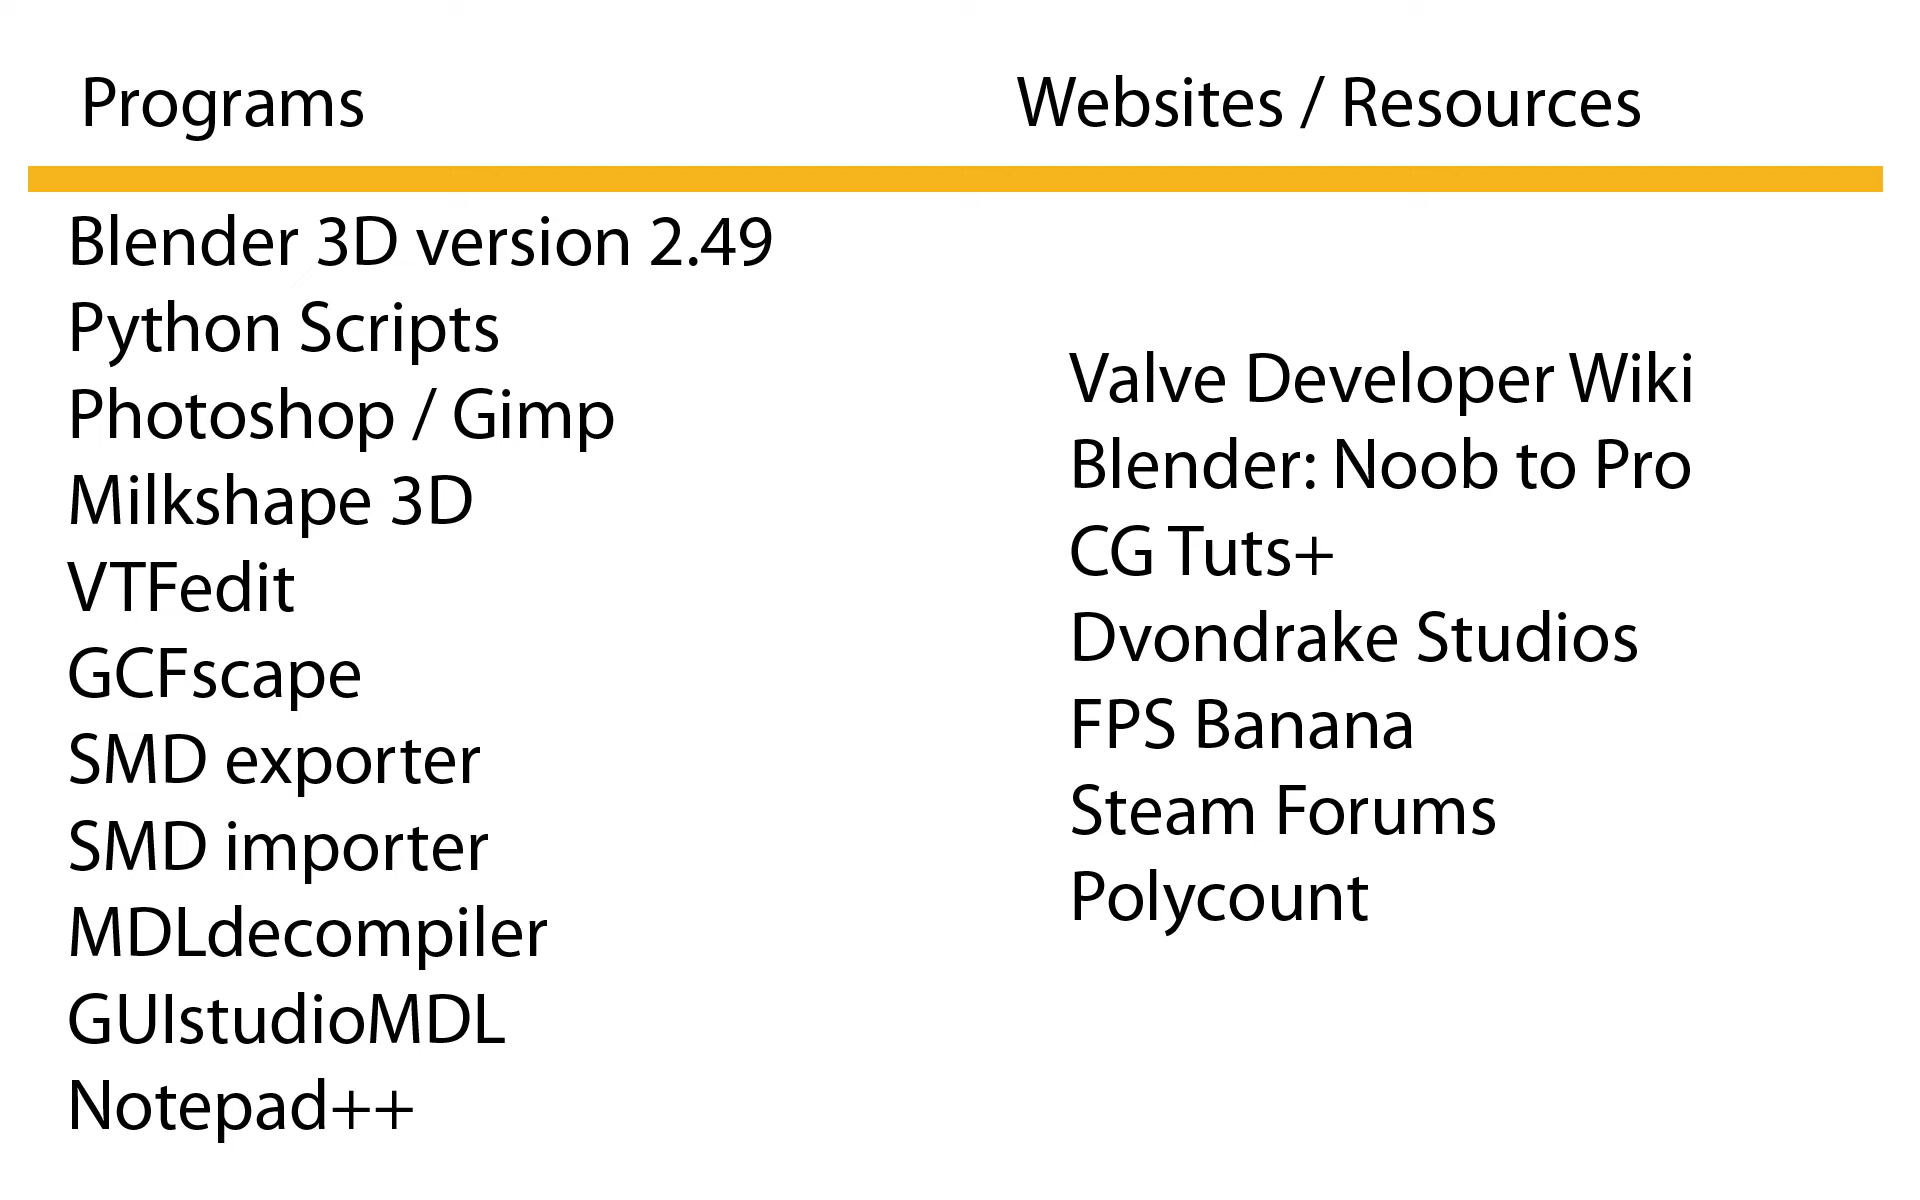 Programs
Websites / Resources
Blender 3D version 2.49
Python Scripts
Photoshop / Gimp
Milkshape 3D
VTFedit
GCFscape
SMD exporter
SMD importer
MDLdecompiler
GUIstudioMDL
Notepad++
Valve Developer Wiki
Blender: Noob to Pro
CG Tuts+
Dvondrake Studios
FPS Banana
Steam Forums
Polycount